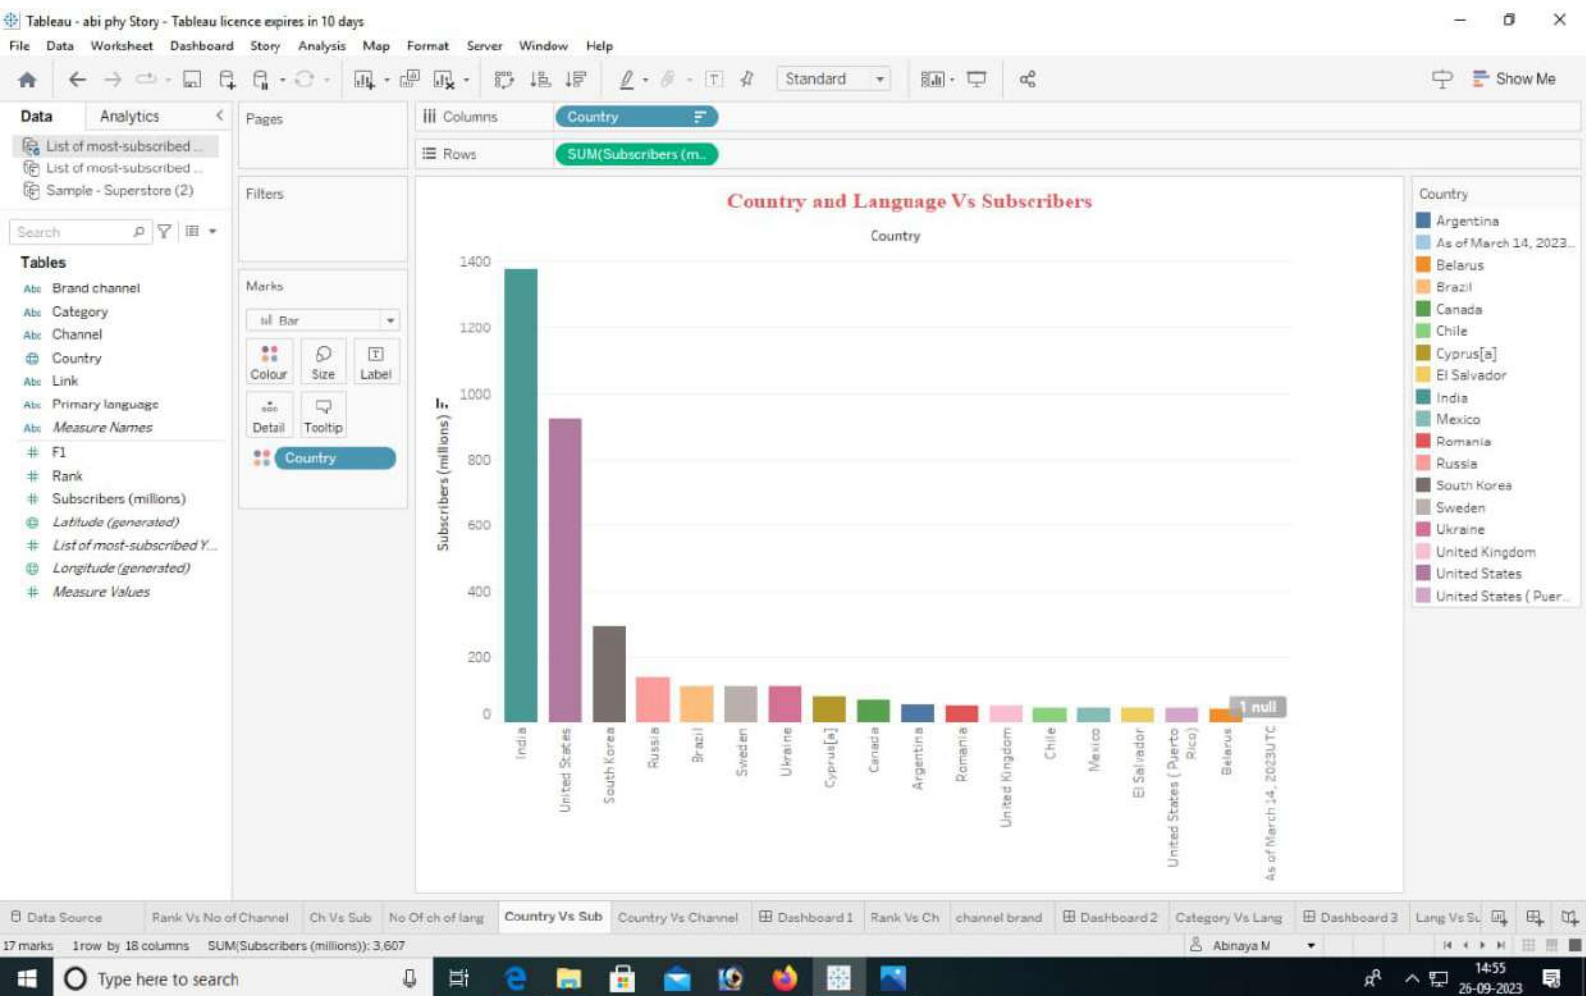 Tableau - abi phy Story - Tableau licence expires in 10 days
File Data Worksheet Dashboard Story Analysis Map Format Server Window Help
Standard
Show Me
Data Analytics
List of most-subscribed ...
List of most-subscribed ...
Sample - Superstore (2)
Search
Tables
Abc Brand channel
Abc Category
Abc Channel
Country
Abc Link
Abc Primary language
Abc Measure Names
# F1
# Rank
# Subscribers (millions)
Latitude (generated)
# List of most-subscribed Y...
Longitude (generated)
# Measure Values
Pages
Filters
Marks
Bar
Colour Size Label
Detail Tooltip
Country
Columns Country
Rows SUM(Subscribers (m..
Country and Language Vs Subscribers
Country
Subscribers (millions)
1400
1200
1000
800
600
400
200
0
1 null
India
United States
South Korea
Russia
Brazil
Sweden
Ukraine
Cyprus[a]
Canada
Argentina
Romania
United Kingdom
Chile
Mexico
El Salvador
United States ( Puerto
Rico)
Belarus
As of March 14, 2023UTC
Country
Argentina
As of March 14, 2023...
Belarus
Brazil
Canada
Chile
Cyprus[a]
El Salvador
India
Mexico
Romania
Russia
South Korea
Sweden
Ukraine
United Kingdom
United States
United States ( Puer...
Data Source Rank Vs No of Channel Ch Vs Sub No Of ch of lang Country Vs Sub Country Vs Channel Dashboard 1 Rank Vs Ch channel brand Dashboard 2 Category Vs Lang Dashboard 3 Lang Vs Su
17 marks 1 row by 18 columns SUM(Subscribers (millions)): 3,607 Abinaya M
Type here to search
14:55
26-09-2023